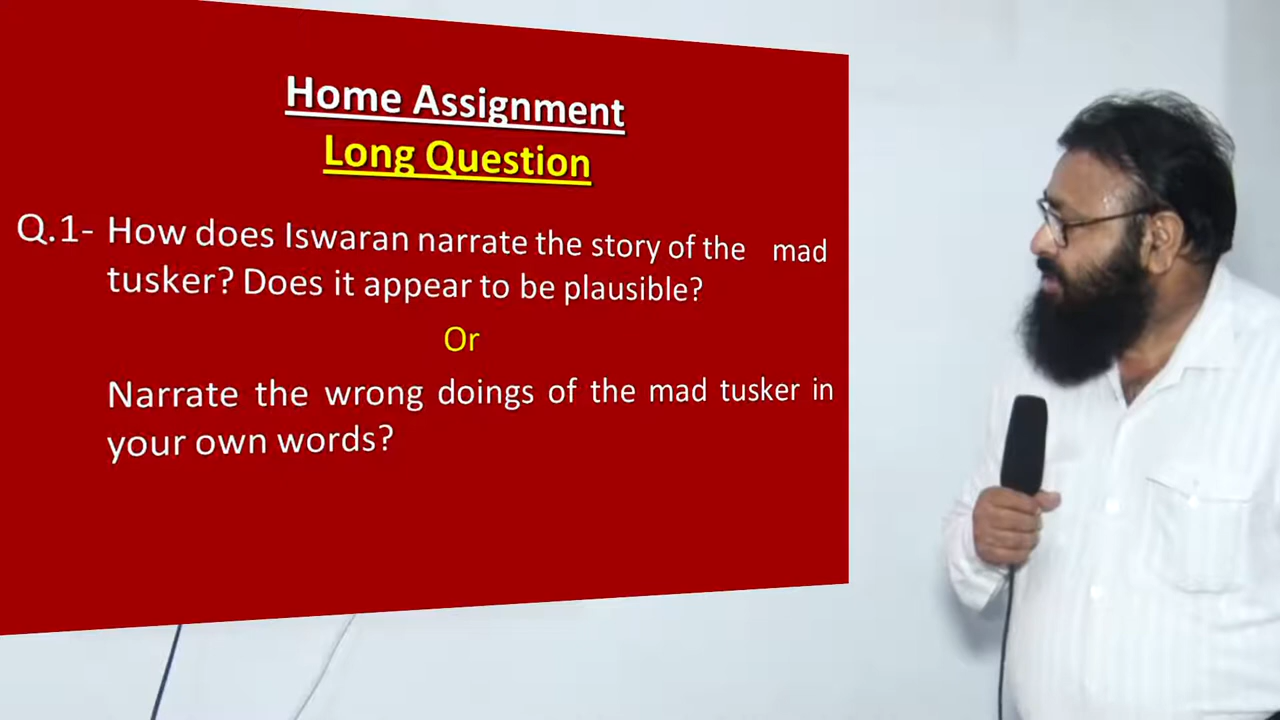 Home Assignment
Long Question
Q.1- How does Iswaran narrate the story of the mad
tusker? Does it appear to be plausible?
Or
Narrate the wrong doings of the mad tusker in
your own words?